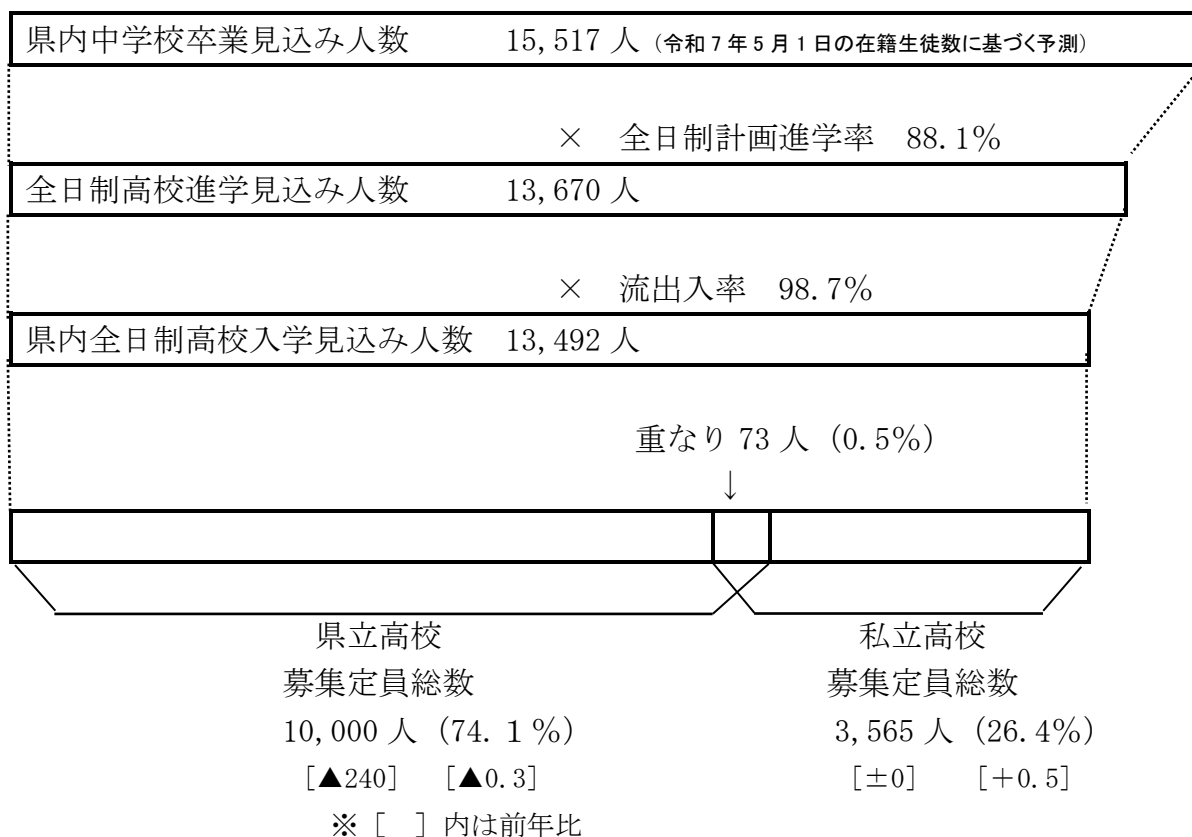 県内中学校卒業見込み人数 15,517 人 (令和7年5月1日の在籍生徒数に基づく予測)
× 全日制計画進学率 88.1%
全日制高校進学見込み人数 13,670 人
× 流出入率 98.7%
県内全日制高校入学見込み人数 13,492 人
重なり 73 人 (0.5%)
↓
県立高校 私立高校
募集定員総数 募集定員総数
10,000 人 (74.1%) 3,565 人 (26.4%)
[▲240] [▲0.3] [±0] [+0.5]
※[ ]内は前年比